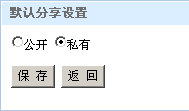 默认分享设置
公开 私有
保 存 返 回